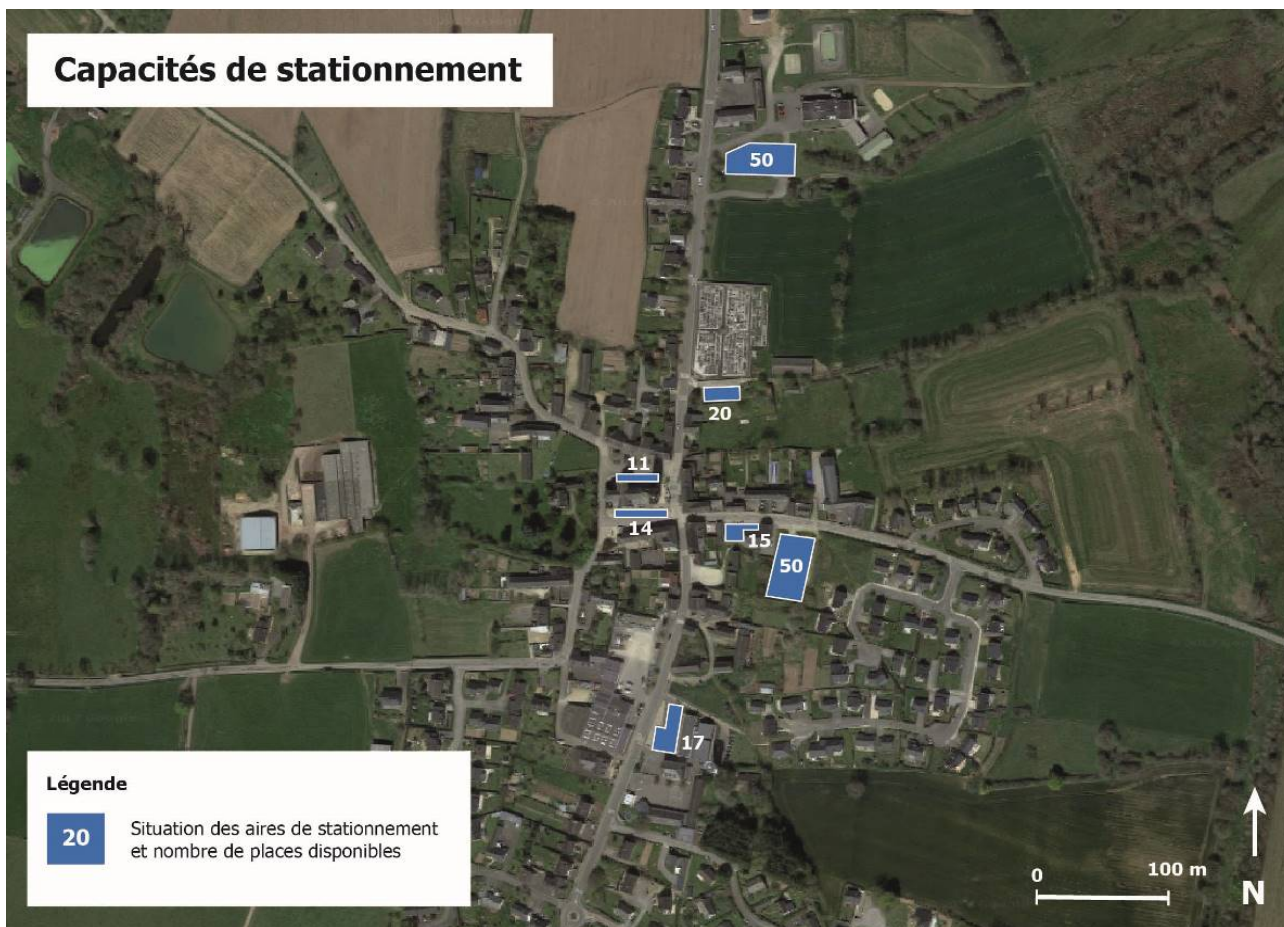 Capacités de stationnement
50
20
11
14
15
50
17
Légende
20
Situation des aires de stationnement
et nombre de places disponibles
0
100 m
N